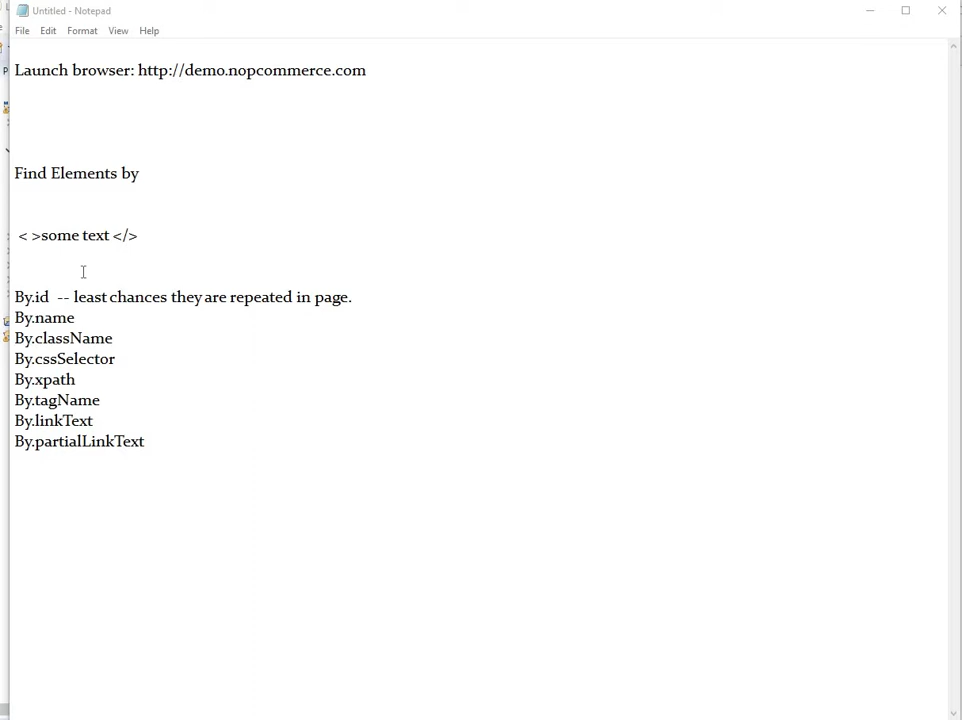 Untitled - Notepad
File Edit Format View Help
Launch browser: http://demo.nopcommerce.com
Find Elements by
< >some text </>
By.id -- least chances they are repeated in page.
By.name
By.className
By.cssSelector
By.xpath
By.tagName
By.linkText
By.partialLinkText